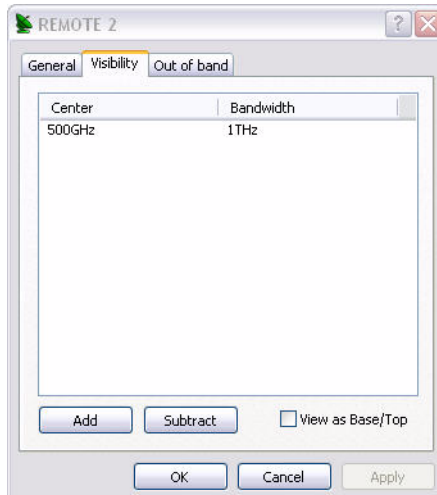 REMOTE 2
General Visibility Out of band
Center Bandwidth
500GHz 1THz
Add Subtract View as Base/Top
OK Cancel Apply